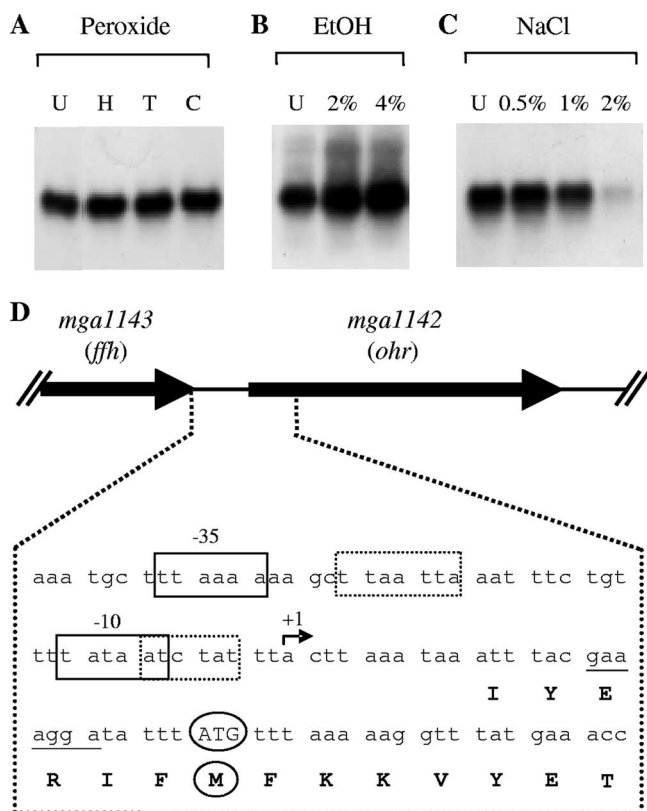 A Peroxide B EtOH C NaCl
U H T C U 2% 4% U 0.5% 1% 2%
D
mga1143 mga1142
(ffh) (ohr)
-35
aaa tgc ttt aaa aaa gct taa tta aat ttc tgt
-10 +1
ttt ata atc tat tta ctt aaa taa att tac gaa
I Y E
agg ata ttt ATG ttt aaa aag gtt tat gaa acc
R I F M F K K V Y E T